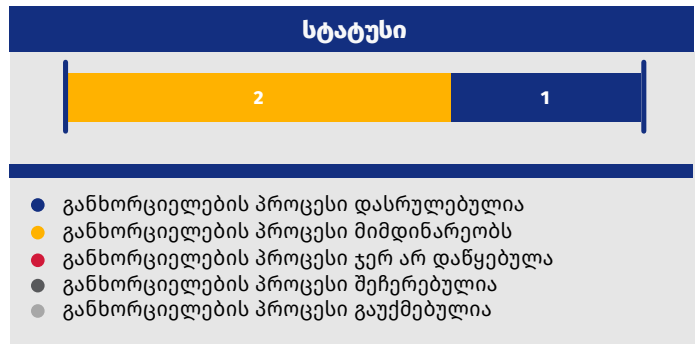 სტატუსი
2 1
განხორციელების პროცესი დასრულებულია
განხორციელების პროცესი მიმდინარეობს
განხორციელების პროცესი ჯერ არ დაწყებულა
განხორციელების პროცესი შეჩერებულია
განხორციელების პროცესი გაუქმებულია